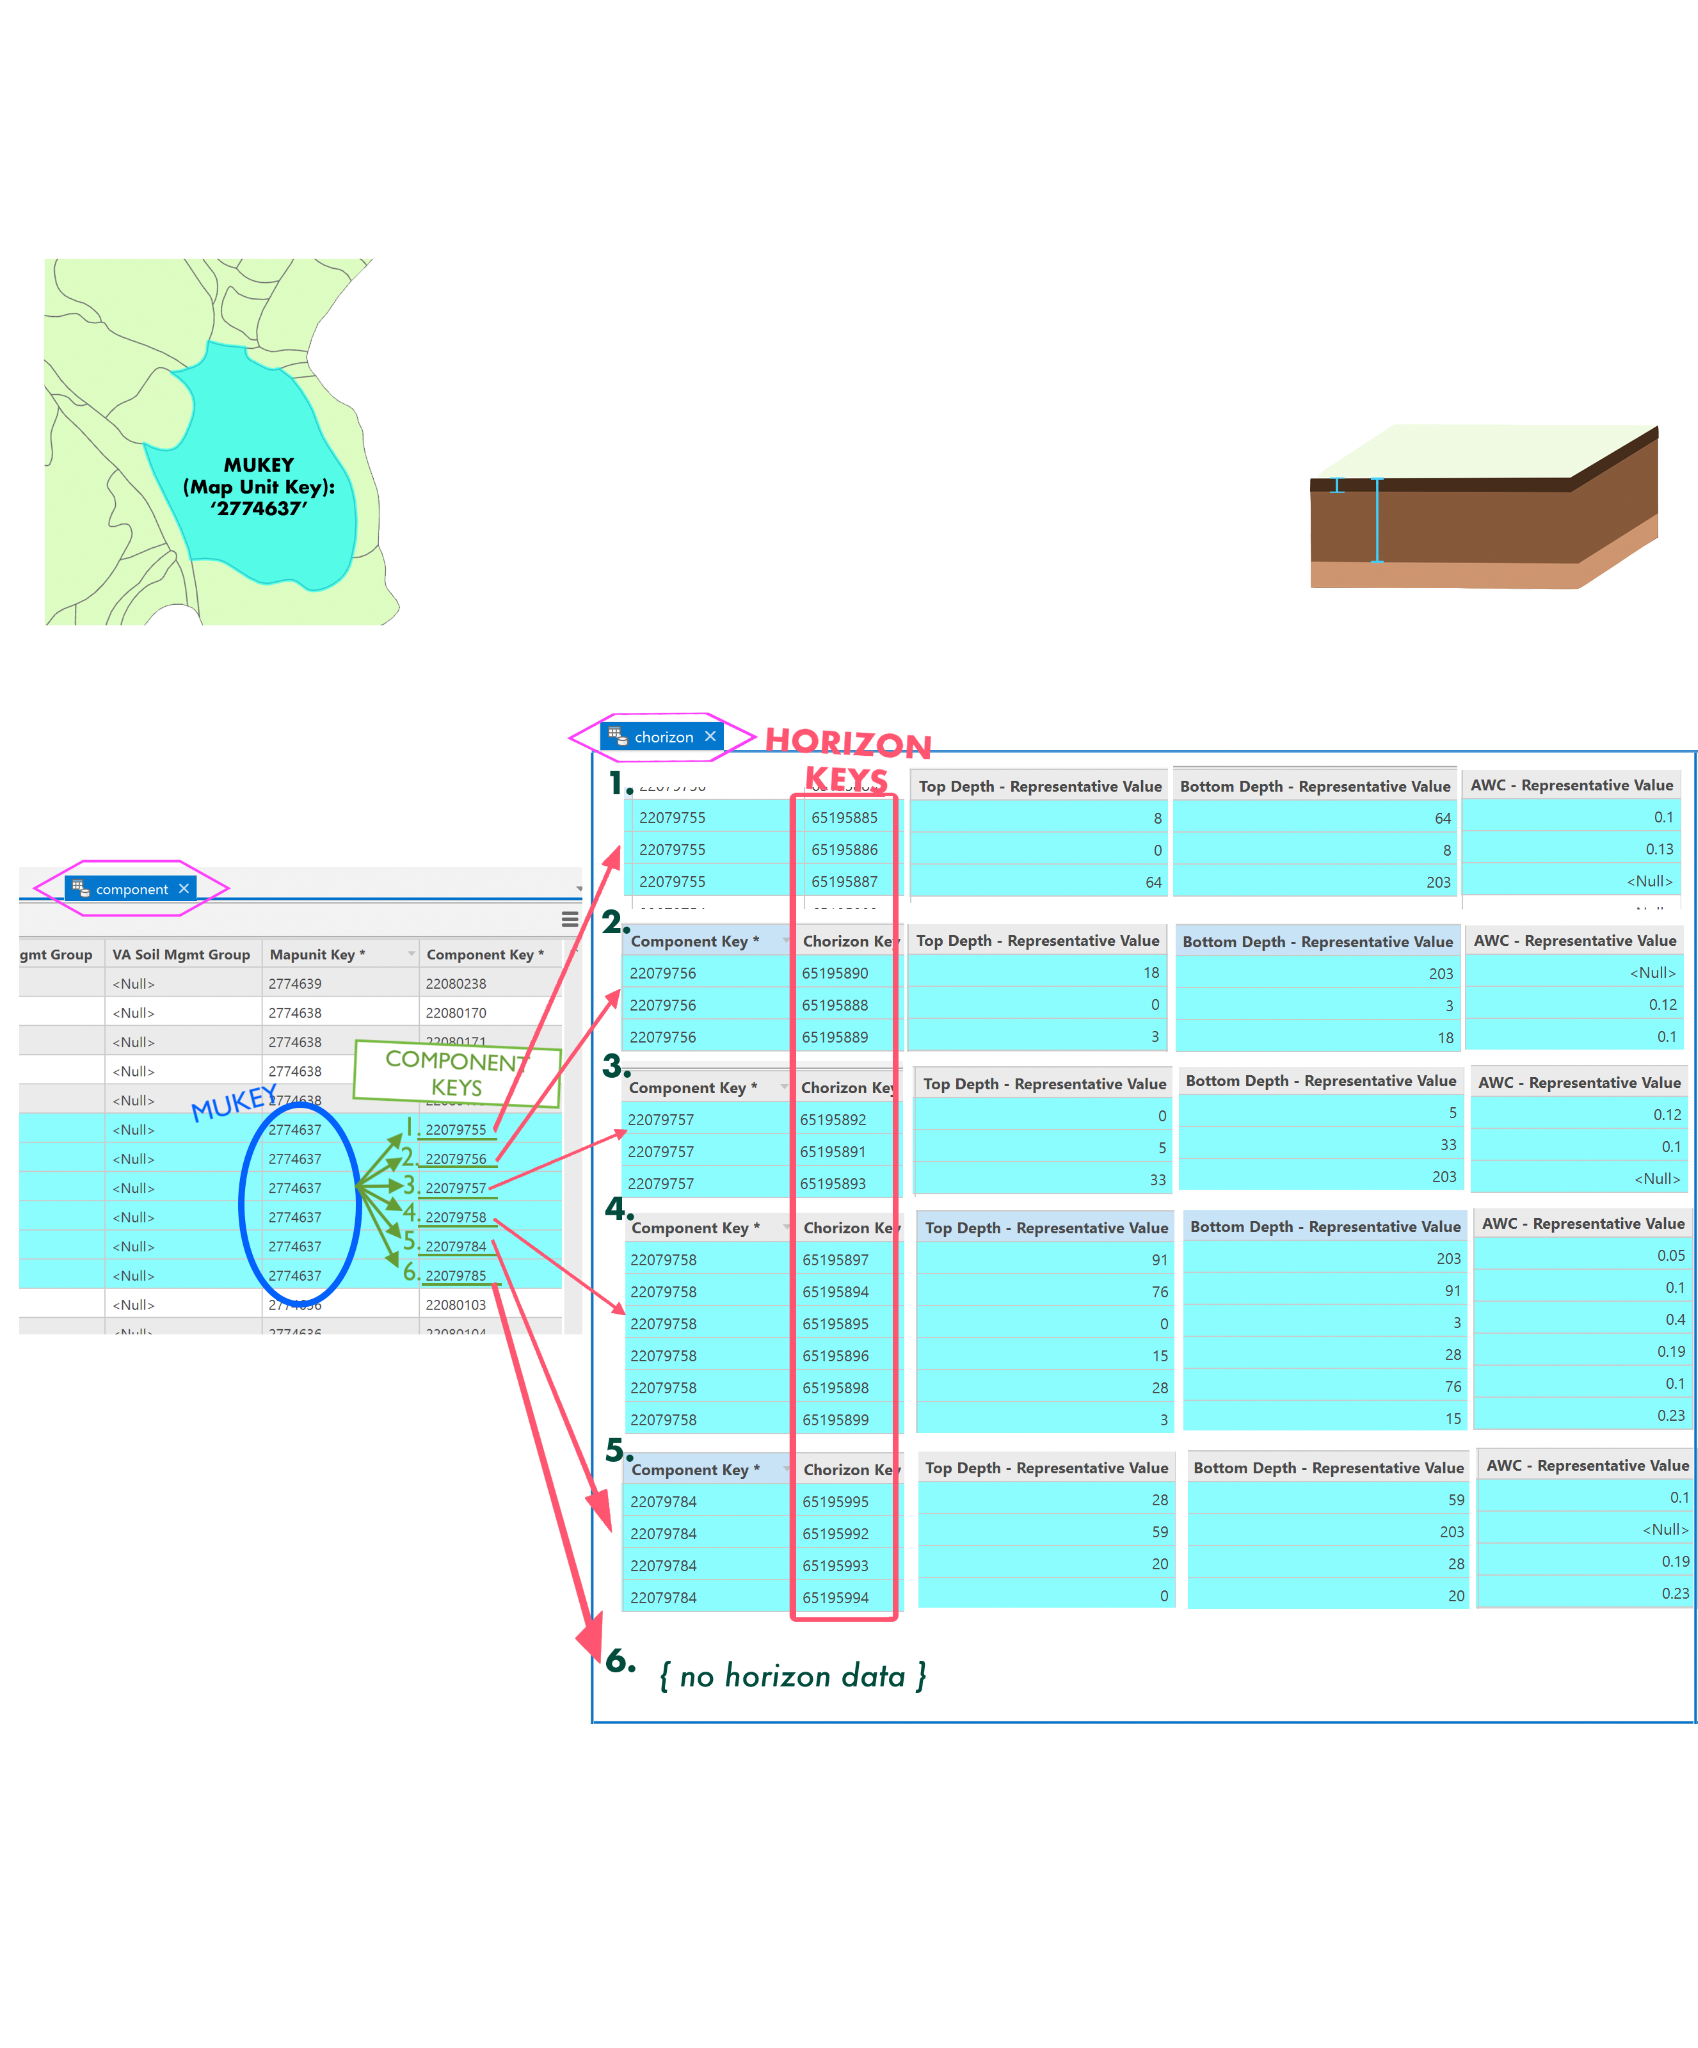 MUKEY
(Map Unit Key):
‘2774637’
chorizon
HORIZON
KEYS
component
gmt Group VA Soil Mgmt Group Mapunit Key * Component Key *
<Null> 2774639 22080238
<Null> 2774638 22080170
<Null> 2774638 22080171
<Null> 2774638
<Null> 2774638
COMPONENT
KEYS
MUKEY
<Null> 2774637 1. 22079755
<Null> 2774637 2. 22079756
<Null> 2774637 3. 22079757
<Null> 2774637 4. 22079758
<Null> 2774637 5. 22079784
<Null> 2774637 6. 22079785
<Null> 2774636 22080103
<Null> 2774636 22080104
1.
Top Depth - Representative Value Bottom Depth - Representative Value AWC - Representative Value
22079755 65195885 8 64 0.1
22079755 65195886 0 8 0.13
22079755 65195887 64 203 <Null>
2.
Component Key * Chorizon Key Top Depth - Representative Value Bottom Depth - Representative Value AWC - Representative Value
22079756 65195890 18 203 <Null>
22079756 65195888 0 3 0.12
22079756 65195889 3 18 0.1
3.
Component Key * Chorizon Key Top Depth - Representative Value Bottom Depth - Representative Value AWC - Representative Value
22079757 65195892 0 5 0.12
22079757 65195891 5 33 0.1
22079757 65195893 33 203 <Null>
4.
Component Key * Chorizon Key Top Depth - Representative Value Bottom Depth - Representative Value AWC - Representative Value
22079758 65195897 91 203 0.05
22079758 65195894 76 91 0.1
22079758 65195895 0 3 0.4
22079758 65195896 15 28 0.19
22079758 65195898 28 76 0.1
22079758 65195899 3 15 0.23
5.
Component Key * Chorizon Key Top Depth - Representative Value Bottom Depth - Representative Value AWC - Representative Value
22079784 65195995 28 59 0.1
22079784 65195992 59 203 <Null>
22079784 65195993 20 28 0.19
22079784 65195994 0 20 0.23
6.
{ no horizon data }